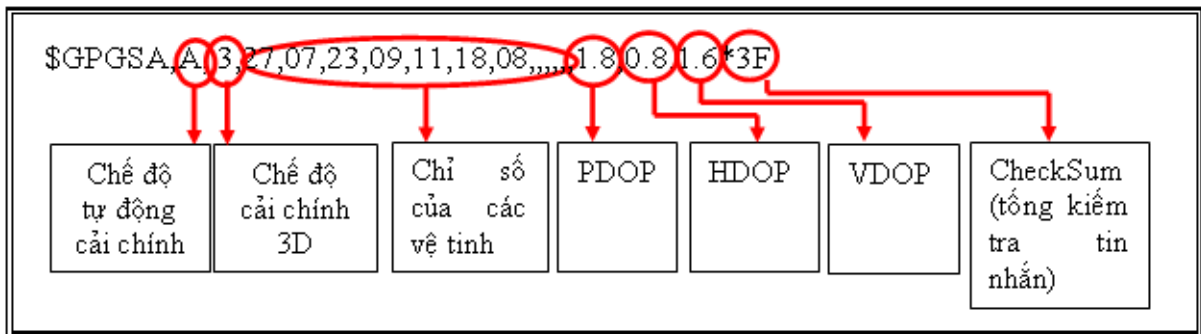 $GPGSA,A,3,27,07,23,09,11,18,08,,,,,,1.8,0.8,1.6*3F
Chế độ
tự động
cải chính
Chế độ
cải chính
3D
Chỉ số
của các
vệ tinh
PDOP
HDOP
VDOP
CheckSum
(tống kiểm
tra tin
nhắn)